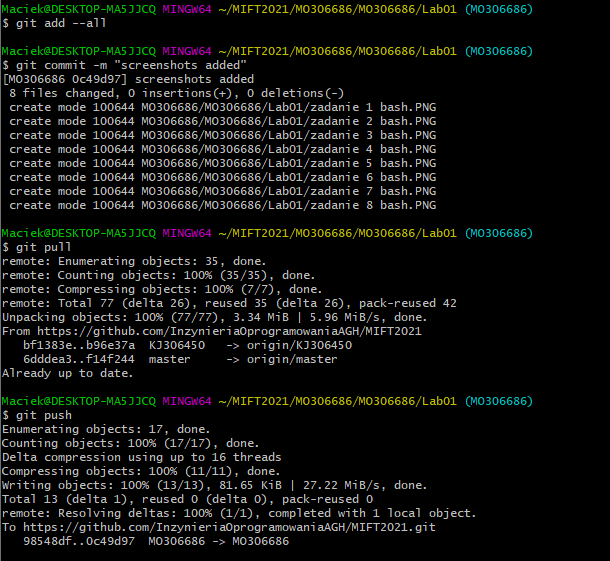 Maciek@DESKTOP-MA5JJCQ MINGW64 ~/MIFT2021/MO306686/MO306686/Lab01 (MO306686)
$ git add --all
Maciek@DESKTOP-MA5JJCQ MINGW64 ~/MIFT2021/MO306686/MO306686/Lab01 (MO306686)
$ git commit -m "screenshots added"
[MO306686 0c49d97] screenshots added
 8 files changed, 0 insertions(+), 0 deletions(-)
 create mode 100644 MO306686/MO306686/Lab01/zadanie 1 bash.PNG
 create mode 100644 MO306686/MO306686/Lab01/zadanie 2 bash.PNG
 create mode 100644 MO306686/MO306686/Lab01/zadanie 3 bash.PNG
 create mode 100644 MO306686/MO306686/Lab01/zadanie 4 bash.PNG
 create mode 100644 MO306686/MO306686/Lab01/zadanie 5 bash.PNG
 create mode 100644 MO306686/MO306686/Lab01/zadanie 6 bash.PNG
 create mode 100644 MO306686/MO306686/Lab01/zadanie 7 bash.PNG
 create mode 100644 MO306686/MO306686/Lab01/zadanie 8 bash.PNG
Maciek@DESKTOP-MA5JJCQ MINGW64 ~/MIFT2021/MO306686/MO306686/Lab01 (MO306686)
$ git pull
remote: Enumerating objects: 35, done.
remote: Counting objects: 100% (35/35), done.
remote: Compressing objects: 100% (7/7), done.
remote: Total 77 (delta 26), reused 35 (delta 26), pack-reused 42
Unpacking objects: 100% (77/77), 3.34 MiB | 5.96 MiB/s, done.
From https://github.com/InzynieriaOprogramowaniaAGH/MIFT2021
   bf1383e..b96e37a  KJ306450   -> origin/KJ306450
   6dddea3..f14f244  master     -> origin/master
Already up to date.
Maciek@DESKTOP-MA5JJCQ MINGW64 ~/MIFT2021/MO306686/MO306686/Lab01 (MO306686)
$ git push
Enumerating objects: 17, done.
Counting objects: 100% (17/17), done.
Delta compression using up to 16 threads
Compressing objects: 100% (11/11), done.
Writing objects: 100% (13/13), 81.65 KiB | 27.22 MiB/s, done.
Total 13 (delta 1), reused 0 (delta 0), pack-reused 0
remote: Resolving deltas: 100% (1/1), completed with 1 local object.
To https://github.com/InzynieriaOprogramowaniaAGH/MIFT2021.git
   98548df..0c49d97  MO306686 -> MO306686